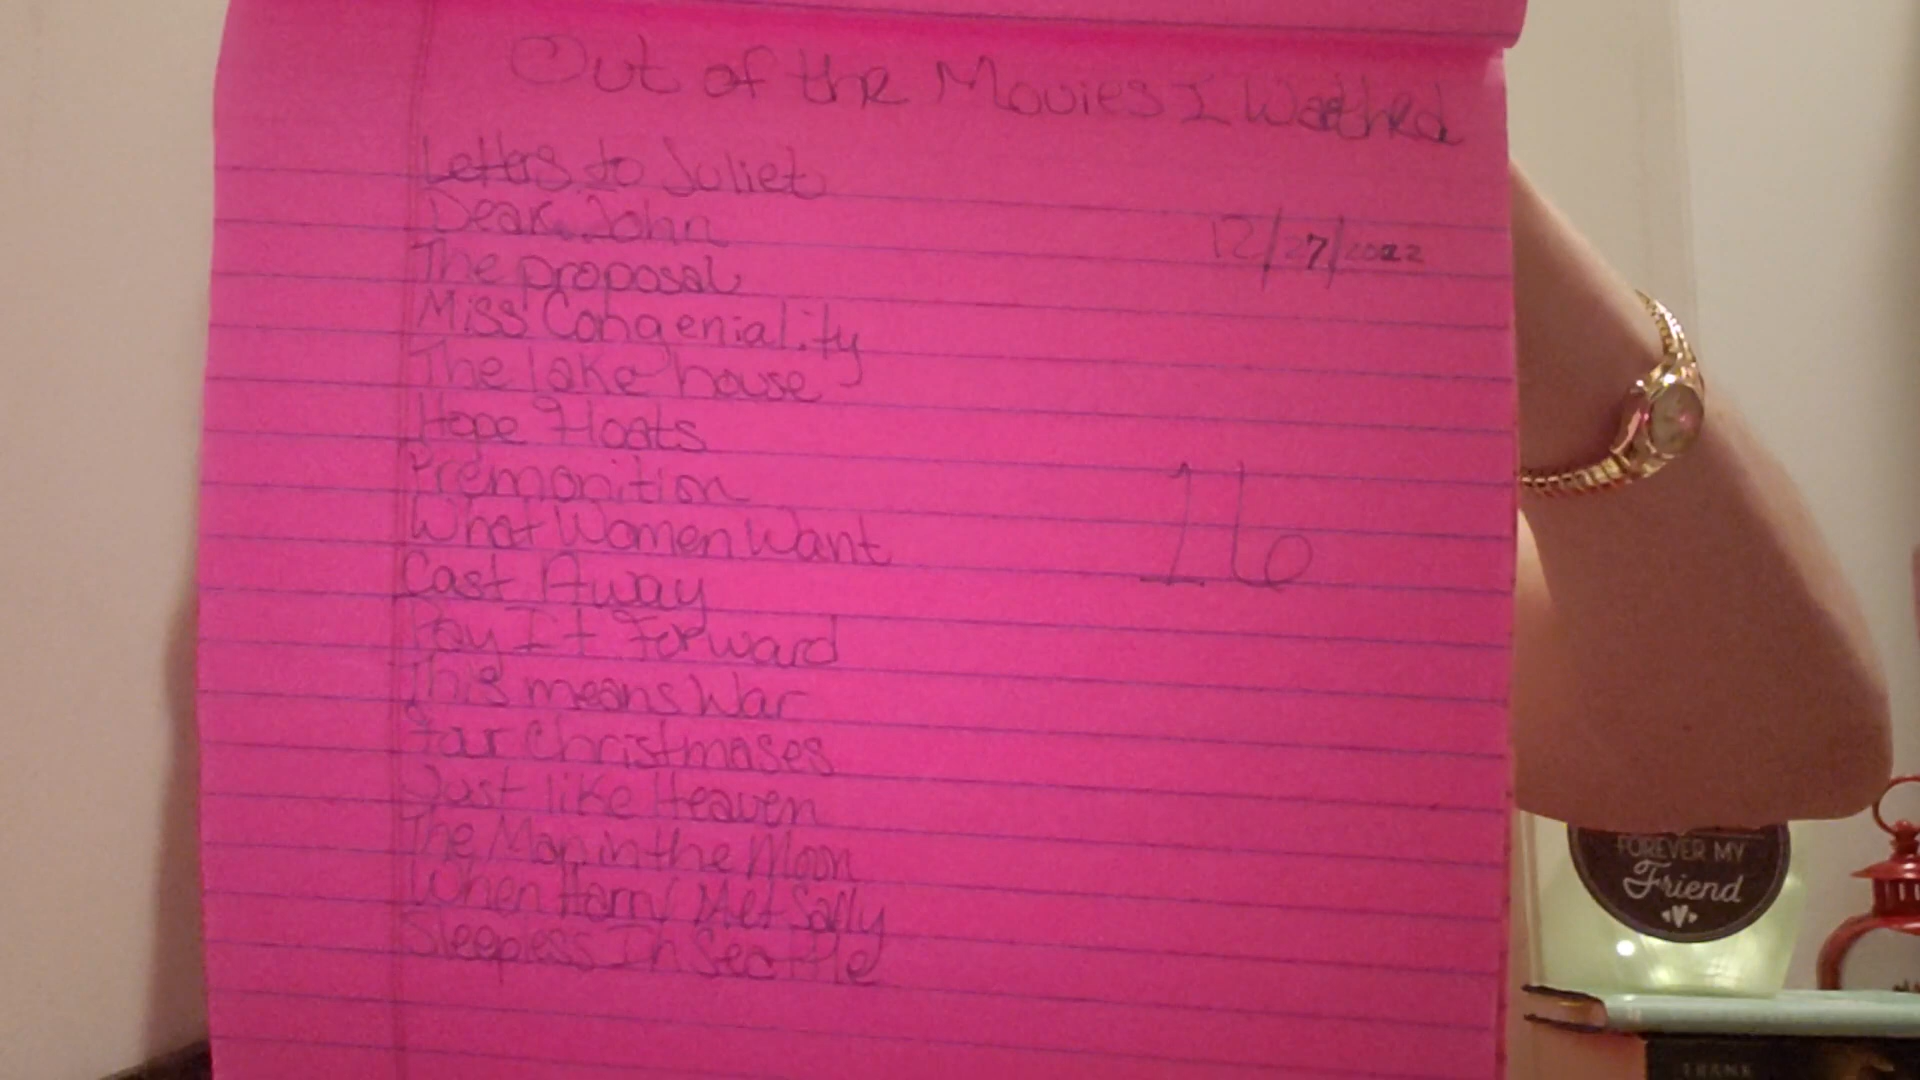 Out of the Movies I Wacthed
Letters to Juliet
Dear John
12/27/2022
The proposal
Miss Congeniality
The lake house
Hope Floats
Premonition
16
What Women Want
Cast Away
Pay It Forward
This means War
four Christmases
Just like Heaven
The Man in the Moon
When Harry Met Sally
Sleepless In Seattle
FOREVER MY
Friend